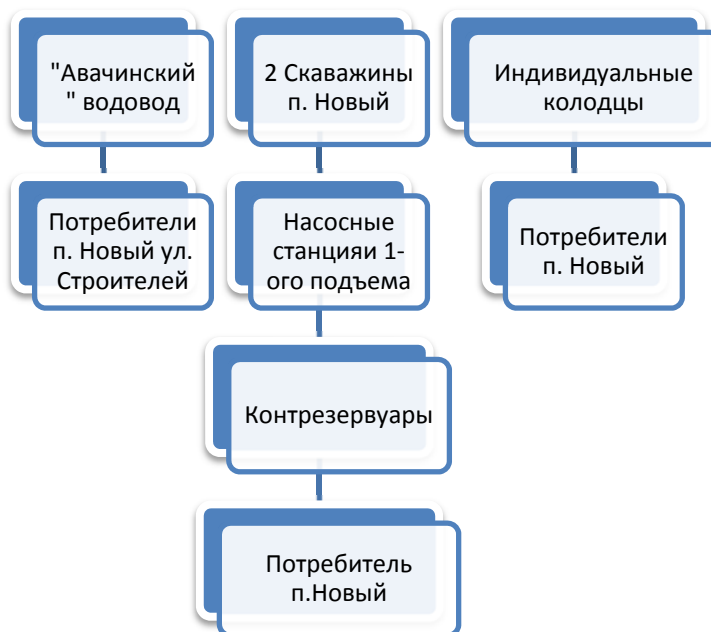 "Авачинский
" водовод
2 Скаважины
п. Новый
Индивидуальные
колодцы
Потребители
п. Новый ул.
Строителей
Насосные
станцияи 1-
ого подъема
Потребители
п. Новый
Контрезервуары
Потребитель
п.Новый